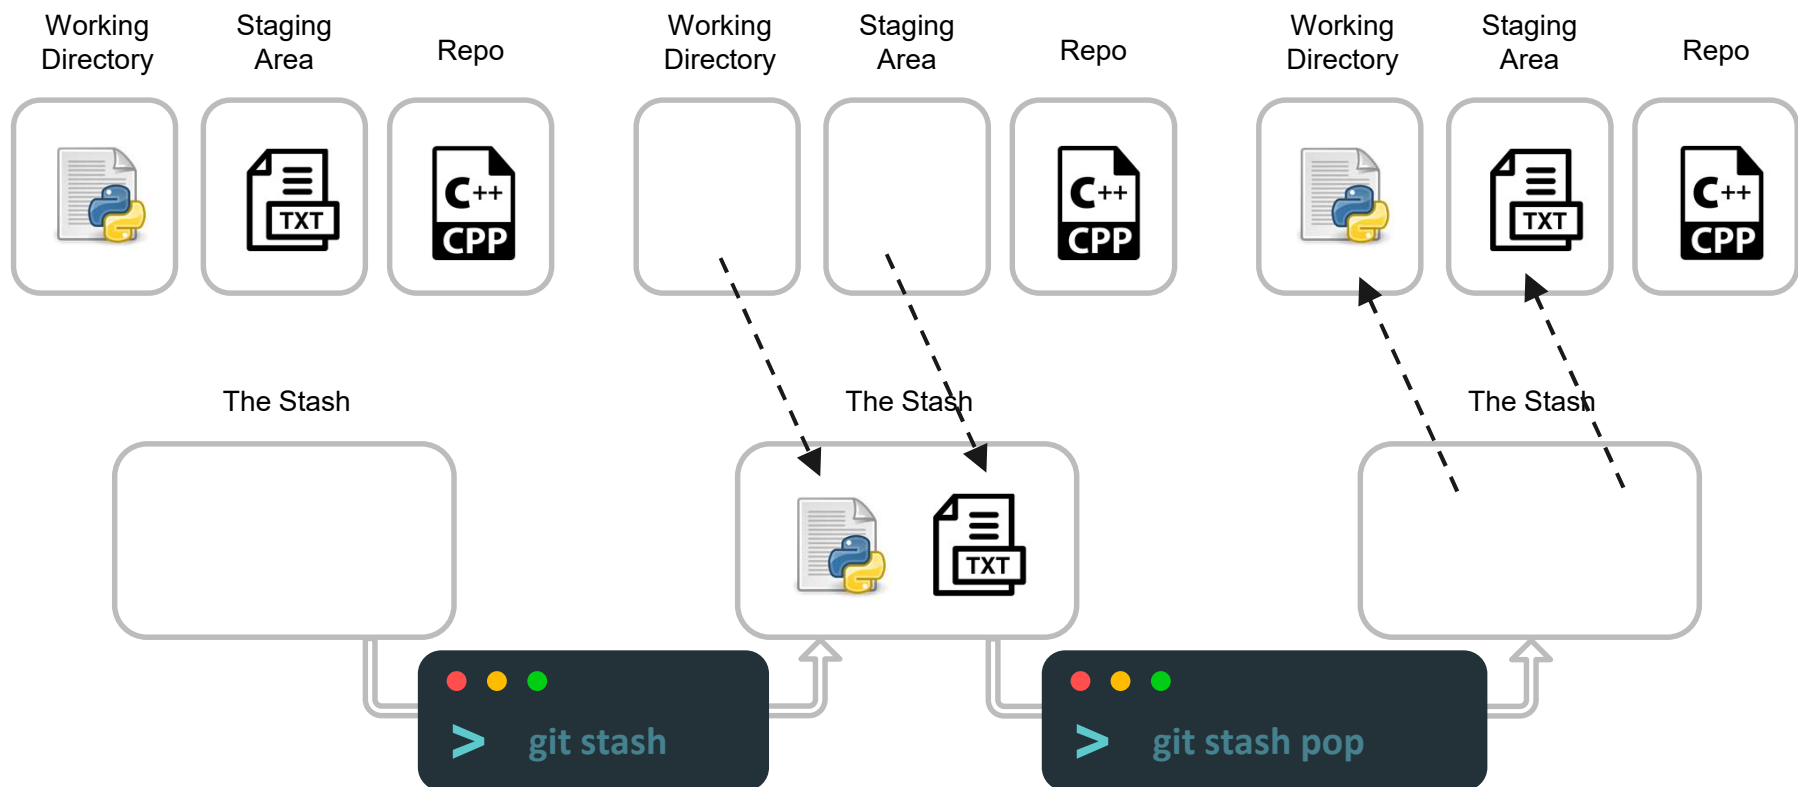 Working
Directory
Staging
Area
Repo
Working
Directory
Staging
Area
Repo
Working
Directory
Staging
Area
Repo
TXT
C++
CPP
C++
CPP
TXT
C++
CPP
The Stash
The Stash
The Stash
TXT
> git stash
> git stash pop